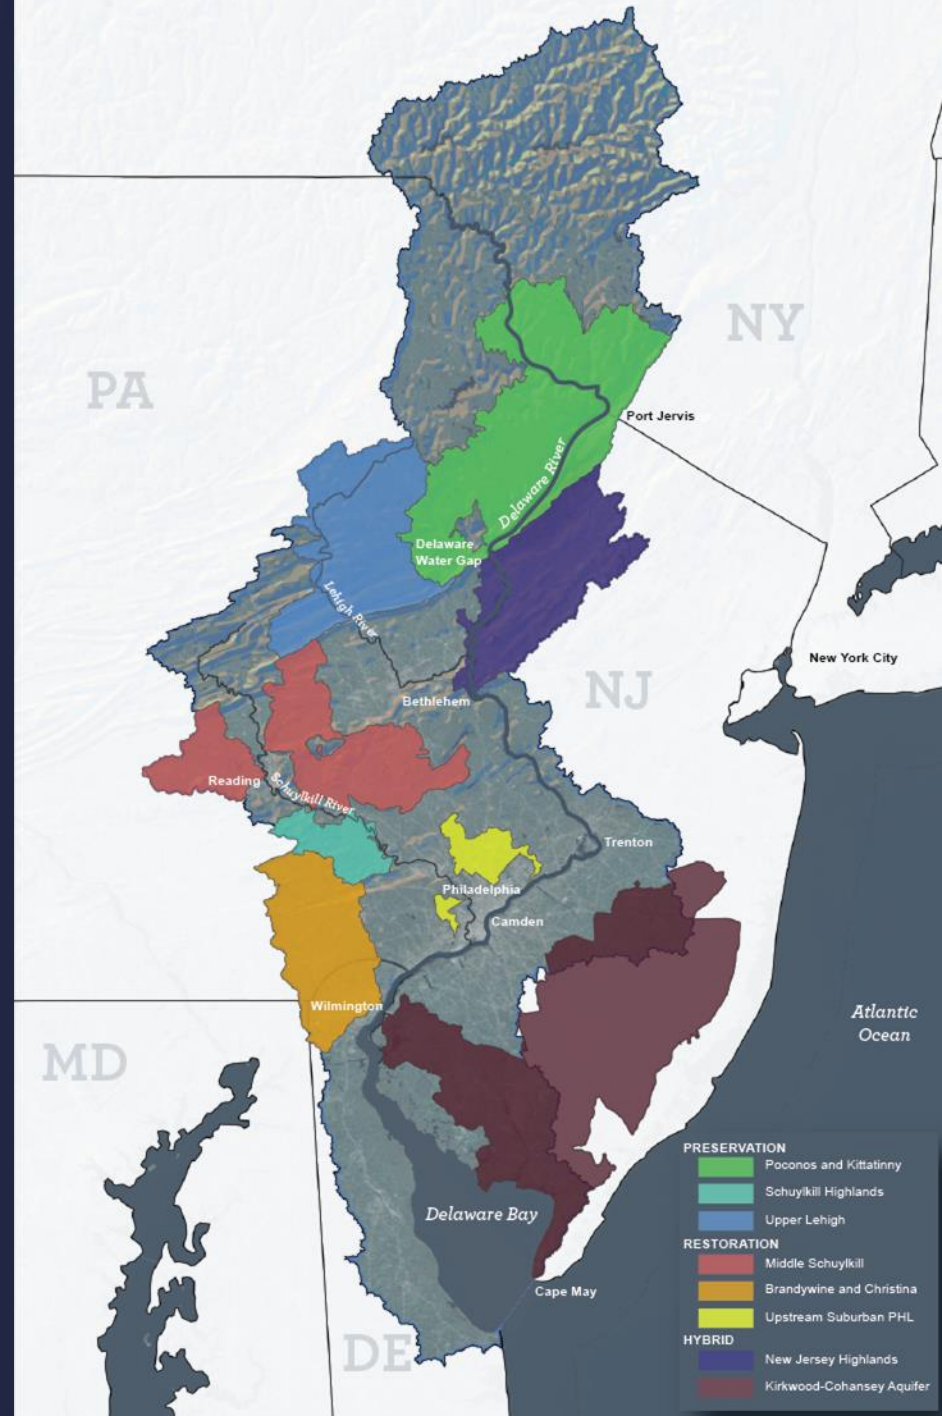 NY
PA
Port Jervis
Delaware River
Delaware
Water Gap
Lehigh River
New York City
NJ
Bethlehem
Reading
Schuylkill River
Trenton
Philadelphia
Camden
Wilmington
Atlantic
Ocean
MD
Delaware Bay
Cape May
DE
PRESERVATION
Poconos and Kittatinny
Schuylkill Highlands
Upper Lehigh
RESTORATION
Middle Schuylkill
Brandywine and Christina
Upstream Suburban PHL
HYBRID
New Jersey Highlands
Kirkwood-Cohansey Aquifer